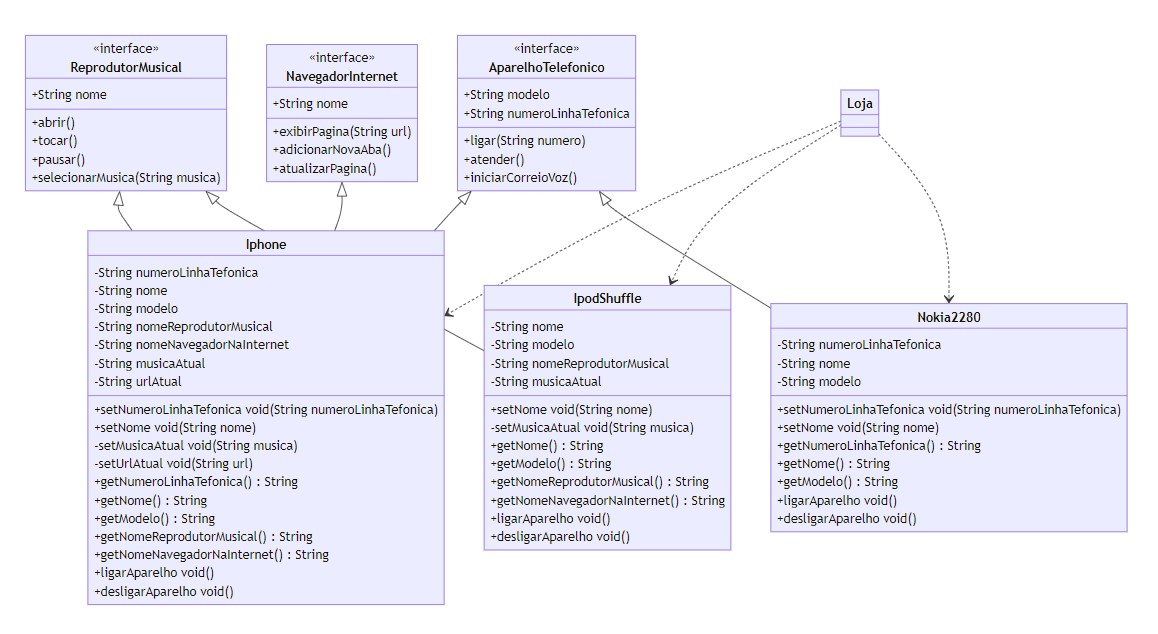 «interface»
ReprodutorMusical
+String nome
+abrir()
+tocar()
+pausar()
+selecionarMusica(String musica)
«interface»
NavegadorInternet
+String nome
+exibirPagina(String url)
+adicionarNovaAba()
+atualizarPagina()
«interface»
AparelhoTelefonico
+String modelo
+String numeroLinhaTefonica
+ligar(String numero)
+atender()
+iniciarCorreioVoz()
Loja
Iphone
-String numeroLinhaTefonica
-String nome
-String modelo
-String nomeReprodutorMusical
-String nomeNavegadorNaInternet
-String musicaAtual
-String urlAtual
+setNumeroLinhaTefonica void(String numeroLinhaTefonica)
+setNome void(String nome)
-setMusicaAtual void(String musica)
-setUrlAtual void(String url)
+getNumeroLinhaTefonica() : String
+getNome() : String
+getModelo() : String
+getNomeReprodutorMusical() : String
+getNomeNavegadorNaInternet() : String
+ligarAparelho void()
+desligarAparelho void()
IpodShuffle
-String nome
-String modelo
-String nomeReprodutorMusical
-String musicaAtual
+setNome void(String nome)
-setMusicaAtual void(String musica)
+getNome() : String
+getModelo() : String
+getNomeReprodutorMusical() : String
+getNomeNavegadorNaInternet() : String
+ligarAparelho void()
+desligarAparelho void()
Nokia2280
-String numeroLinhaTefonica
-String nome
-String modelo
+setNumeroLinhaTefonica void(String numeroLinhaTefonica)
+setNome void(String nome)
+getNumeroLinhaTefonica() : String
+getNome() : String
+getModelo() : String
+ligarAparelho void()
+desligarAparelho void()